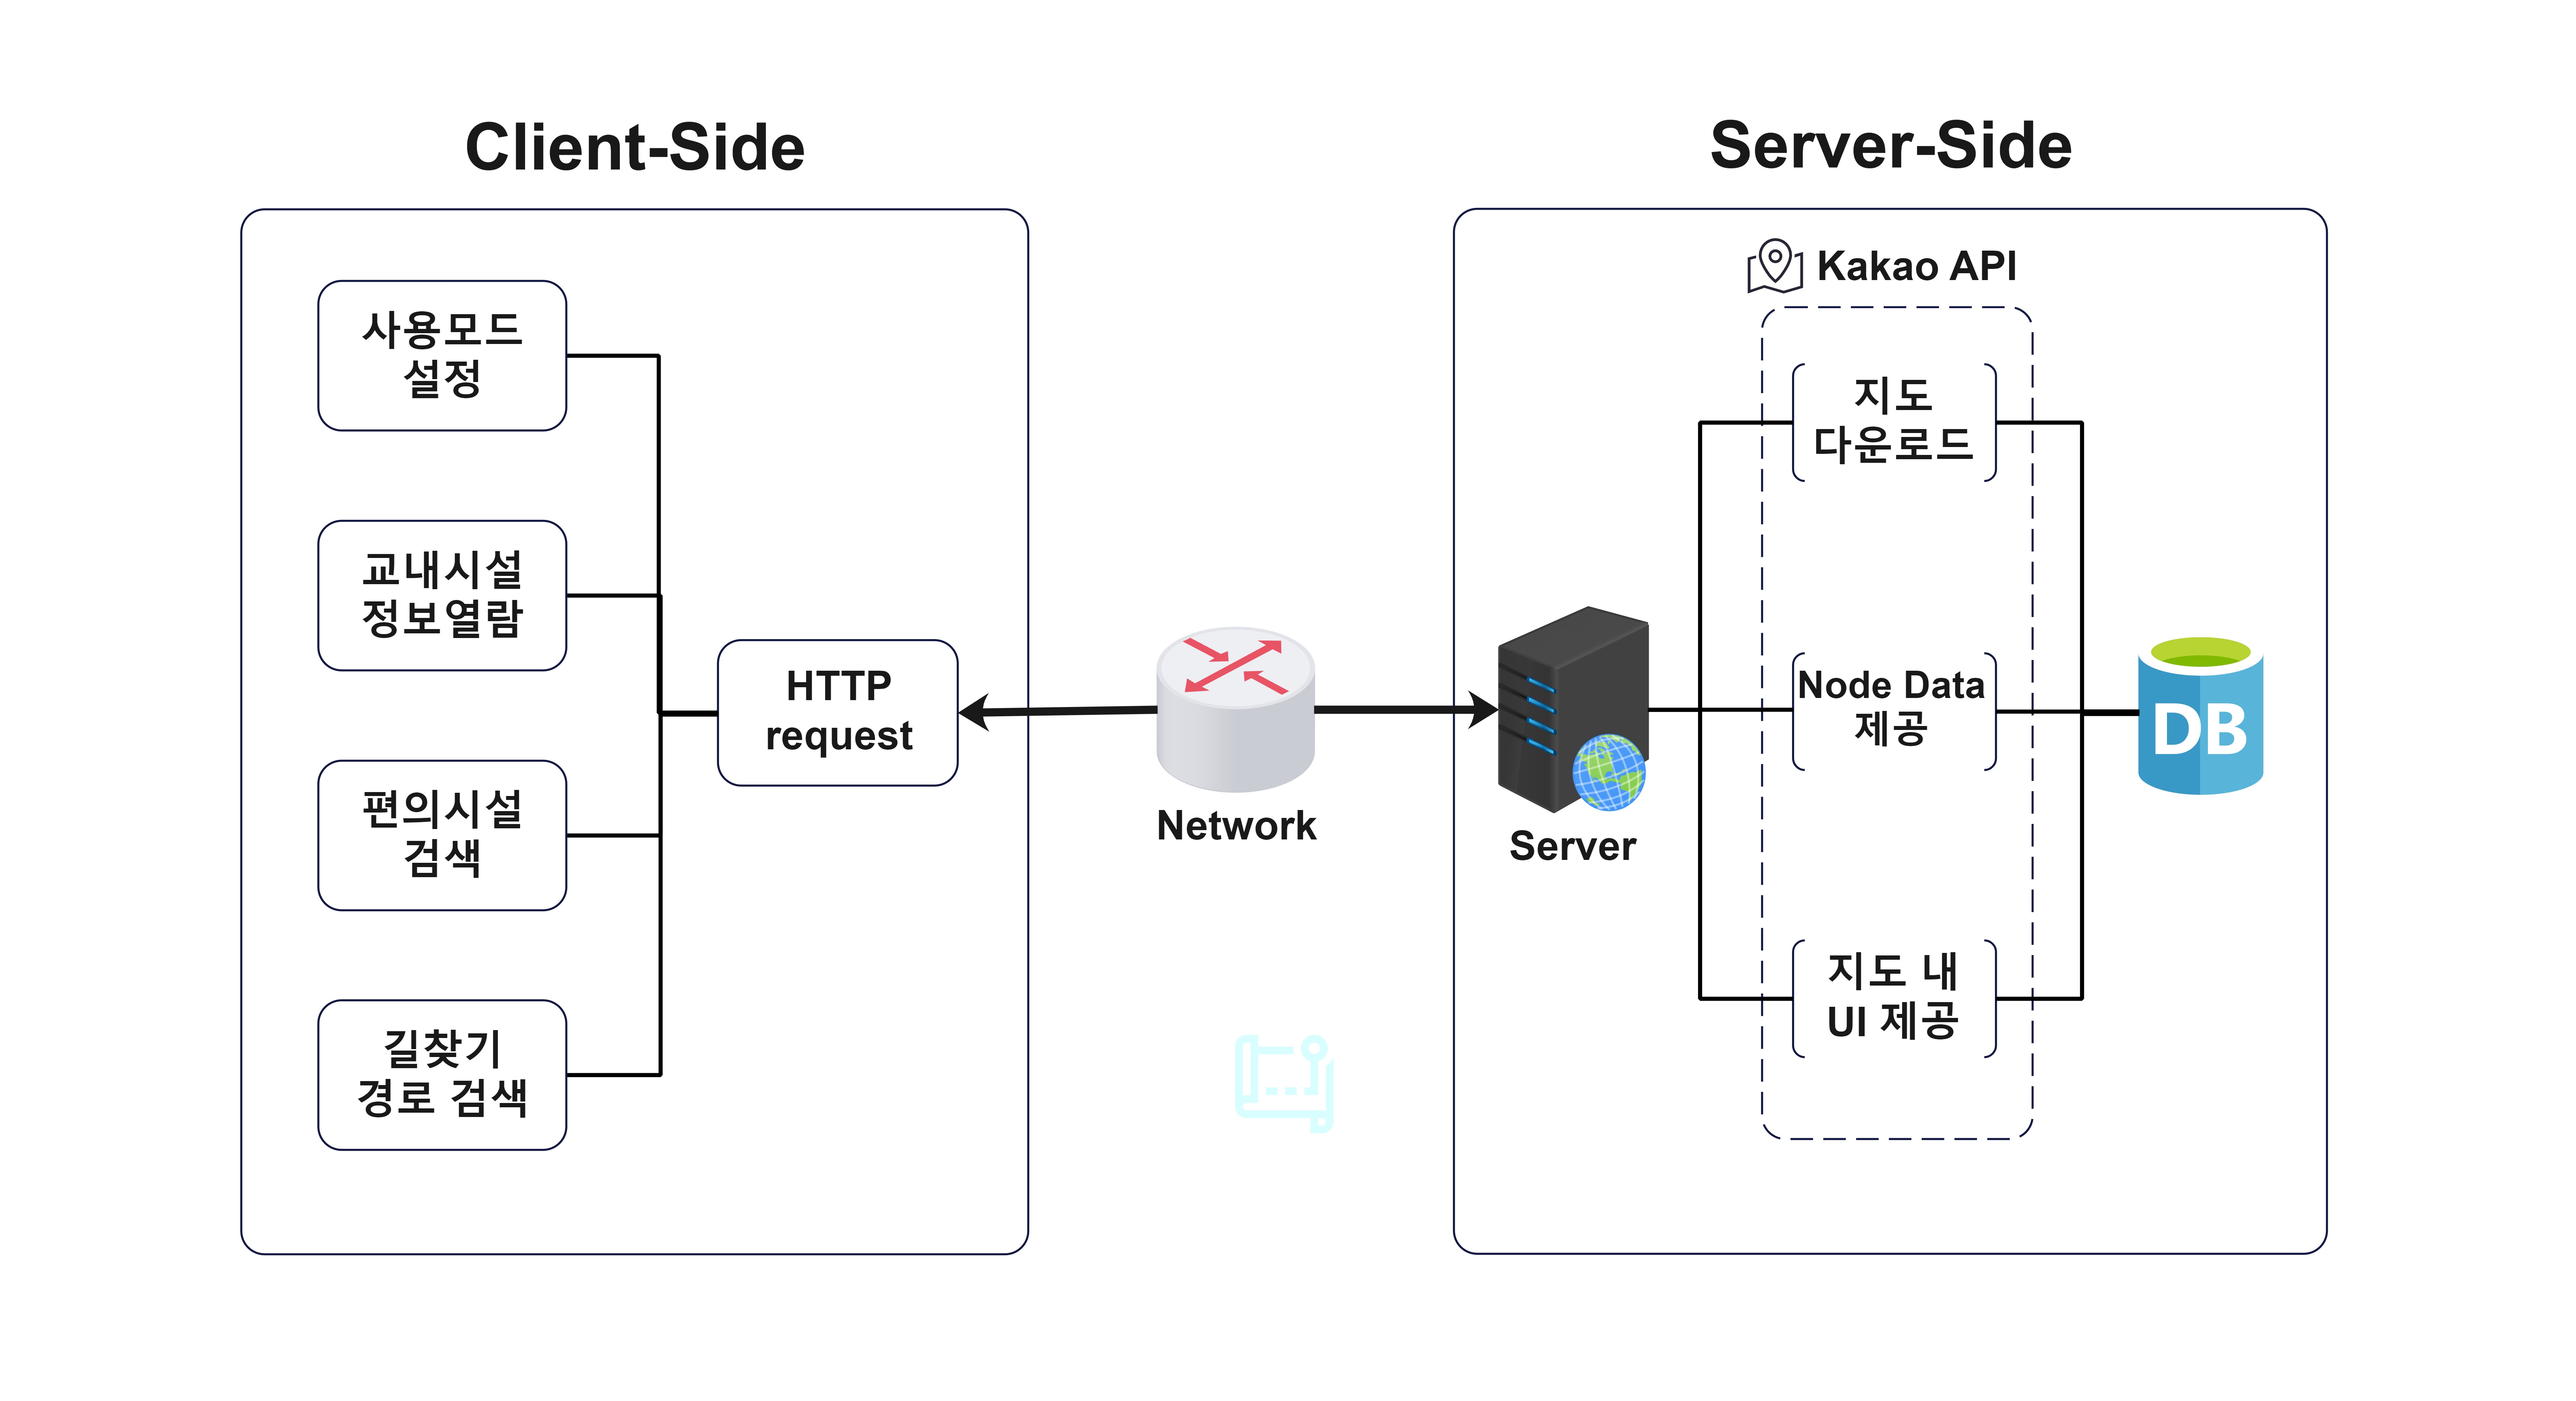 Client-Side
사용모드
설정
교내시설
정보열람
편의시설
검색
길찾기
경로 검색
HTTP
request
Network
Server-Side
Kakao API
Server
지도
다운로드
Node Data
제공
지도 내
UI 제공
DB